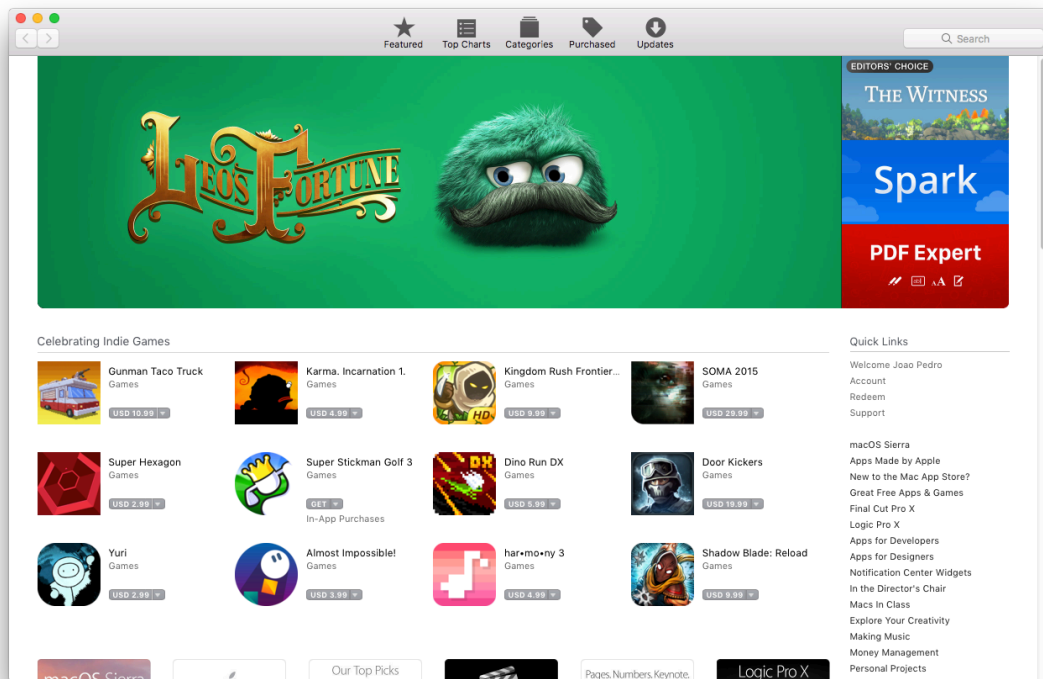 Featured
Top Charts
Categories
Purchased
Updates
Search
LEO'S FORTUNE
EDITORS' CHOICE
THE WITNESS
Spark
PDF Expert
Celebrating Indie Games
Gunman Taco Truck
Games
USD 10.99
Karma. Incarnation 1.
Games
USD 4.99
Kingdom Rush Frontier...
Games
USD 9.99
HD
SOMA 2015
Games
USD 29.99
Super Hexagon
Games
USD 2.99
Super Stickman Golf 3
Games
GET
In-App Purchases
DX
Dino Run DX
Games
USD 5.99
Door Kickers
Games
USD 19.99
Yuri
Games
USD 2.99
Almost Impossible!
Games
USD 3.99
har•mo•ny 3
Games
USD 4.99
Shadow Blade: Reload
Games
USD 9.99
Quick Links
Welcome Joao Pedro
Account
Redeem
Support
macOS Sierra
Apps Made by Apple
New to the Mac App Store?
Great Free Apps & Games
Final Cut Pro X
Logic Pro X
Apps for Developers
Apps for Designers
Notification Center Widgets
In the Director's Chair
Macs In Class
Explore Your Creativity
Making Music
Money Management
Personal Projects
macOS Sierra
Our Top Picks
Pages, Numbers, Keynote,
Logic Pro X